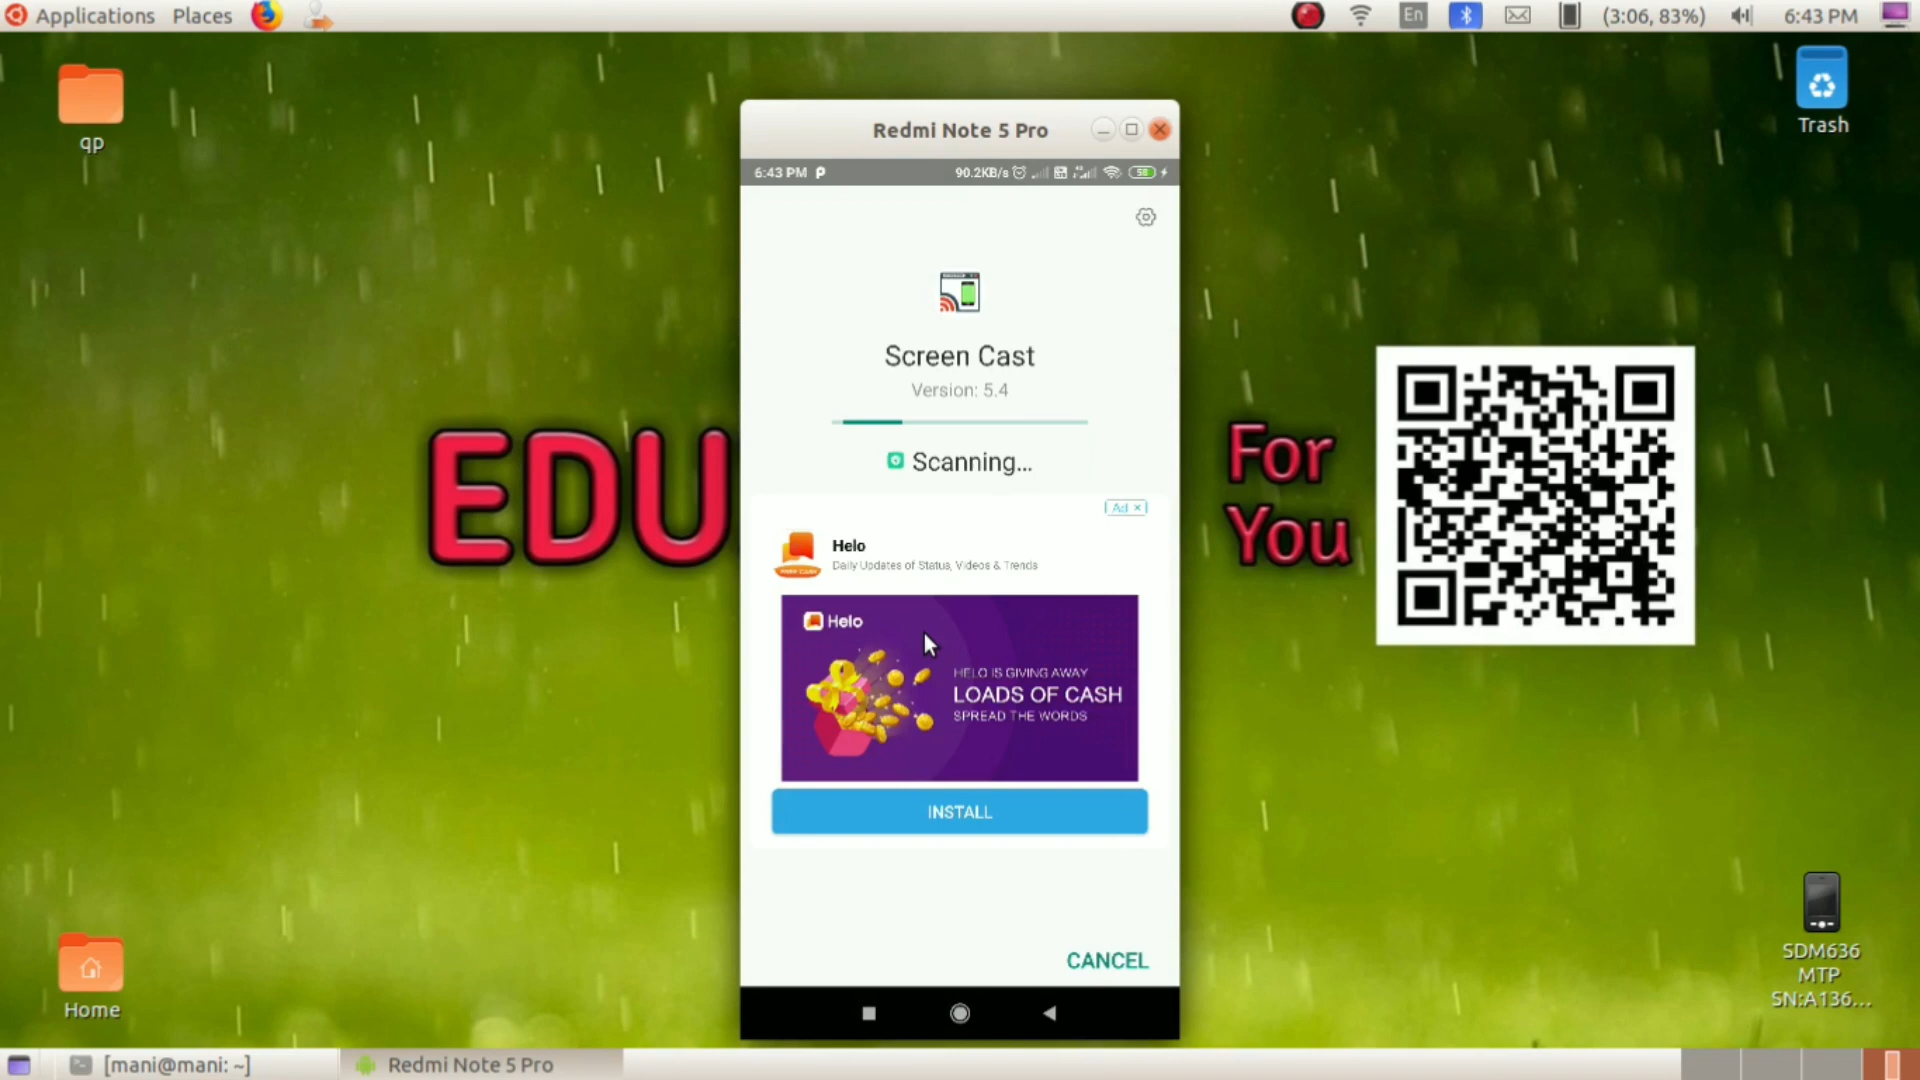 Applications Places
En
(3:06, 83%)
6:43 PM
qp
Trash
Redmi Note 5 Pro
6:43 PM
90.2KB/s
58
Screen Cast
Version: 5.4
Scanning...
EDU
For
You
Ad
Helo
Daily Updates of Status, Videos & Trends
Helo
HELO IS GIVING AWAY
LOADS OF CASH
SPREAD THE WORDS
INSTALL
CANCEL
SDM636
MTP
SN:A136...
Home
[mani@mani: ~]
Redmi Note 5 Pro